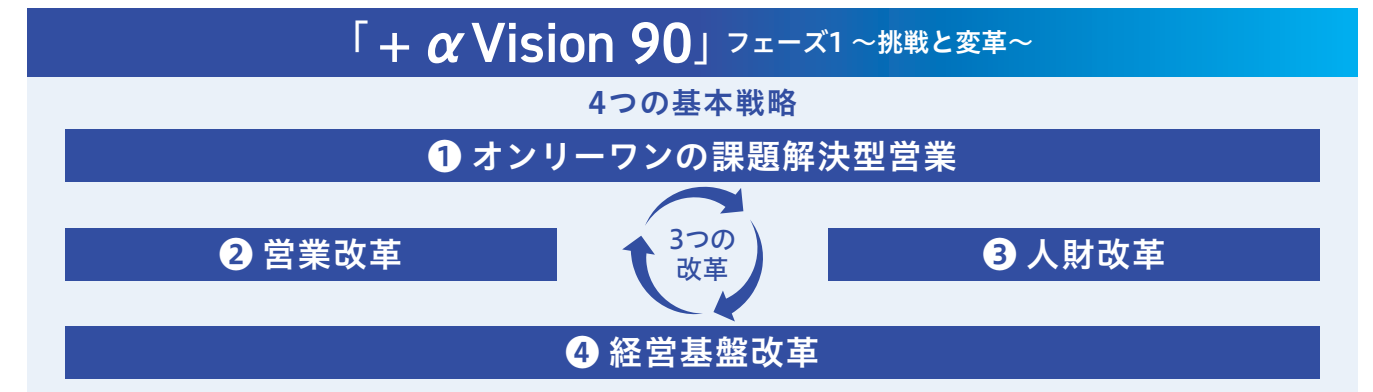 「+ α Vision 90」 フェーズ1 ～挑戦と変革～
4つの基本戦略
❶ オンリーワンの課題解決型営業
3つの
改革
❷ 営業改革
❸ 人財改革
❹ 経営基盤改革